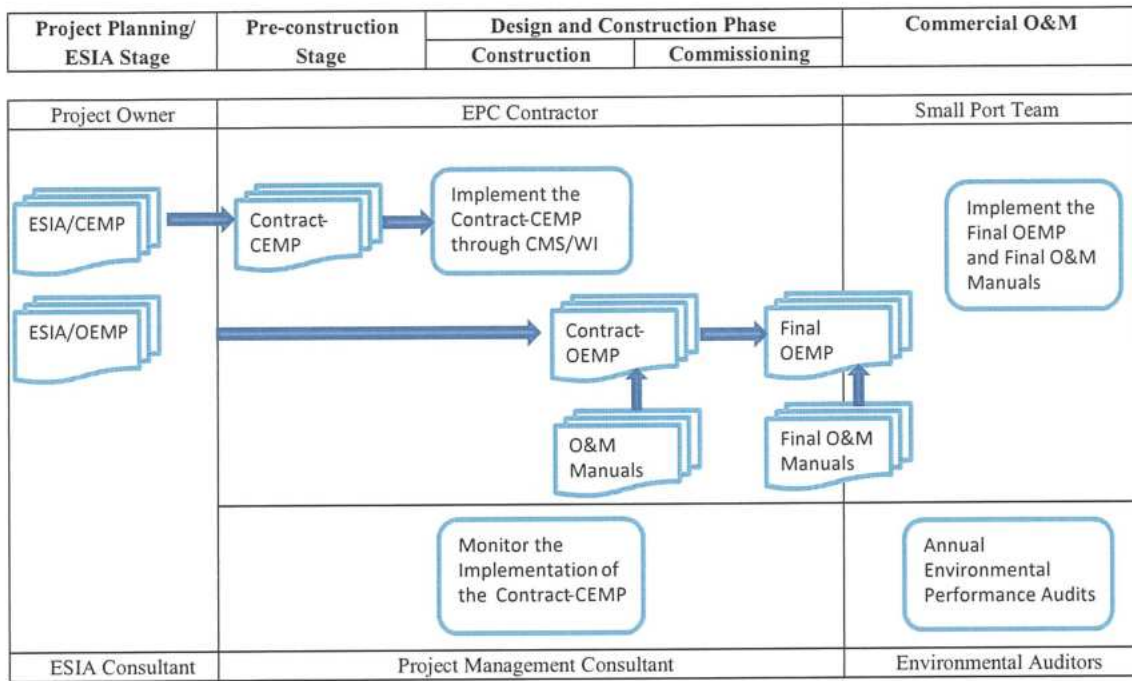 Project Planning/
ESIA Stage
Pre-construction
Stage
Design and Construction Phase
Construction
Commissioning
Commercial O&M
Project Owner
EPC Contractor
Small Port Team
ESIA/CEMP
Contract-
CEMP
Implement the
Contract-CEMP
through CMS/WI
Implement the
Final OEMP
and Final O&M
Manuals
ESIA/OEMP
Contract-
OEMP
Final
OEMP
O&M
Manuals
Final O&M
Manuals
Monitor the
Implementation of
the Contract-CEMP
Annual
Environmental
Performance Audits
ESIA Consultant
Project Management Consultant
Environmental Auditors